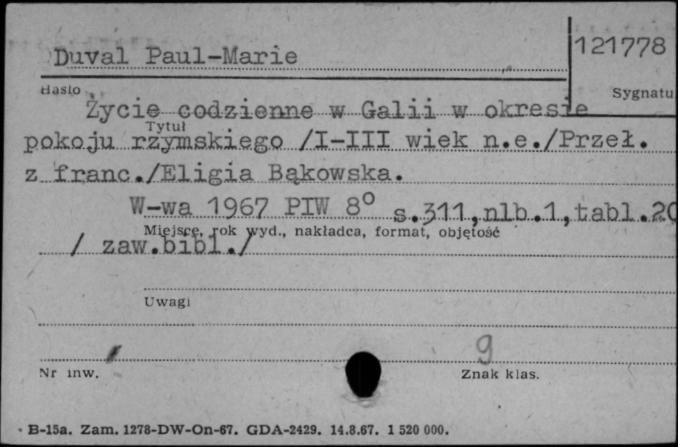 Duval Paul-Marie
121778
Hasło
Sygnatu
Życie codzienne w Galii w okresie
Tytuł
pokoju rzymskiego /I-III wiek n.e./Przeł.
z franc./Eligia Bąkowska.
W-wa 1967 PIW 8° s.311,nlb.1,tabl.20
Miejsce, rok wyd., nakładca, format, objętość
/ zaw.bibl./
Uwagi
9
Nr inw.
Znak klas.
B-15a. Zam. 1278-DW-On-67. GDA-2429. 14.8.67. 1 520 000.